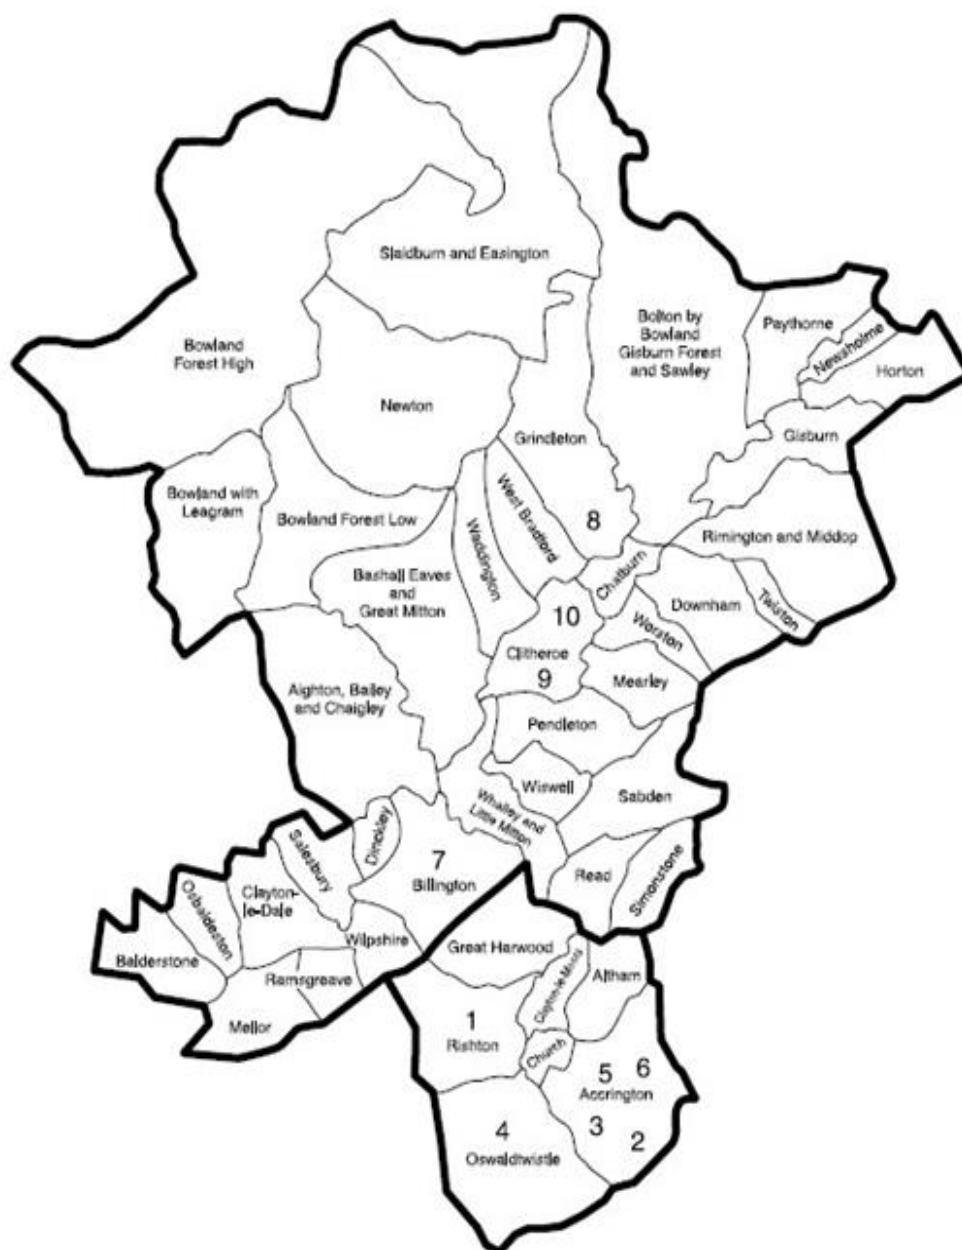 Slaidburn and Easington
Bowland
Forest High
Bolton by
Bowland
Gisburn Forest
and Sawley
Paythorne
Newsholme
Horton
Newton
Grindleton
Gisburn
Bowland with
Leagram
Bowland Forest Low
Waddington
West Bradford
8
Rimington and Middop
Bashall Eaves
and
Great Mitton
Chatburn
Downham
Twiston
10
Clitheroe
9
Worston
Mearley
Aighton, Bailey
and Chaigley
Pendleton
Wiswell
Sabden
Whalley and
Little Mitton
Dinckley
7
Billington
Read
Simonstone
Salesbury
Clayton-
le-Dale
Osbaldeston
Balderstone
Wilpshire
Ramsgreave
Mellor
Great Harwood
Clayton-le-Moors
Altham
1
Rishton
Church
5
6
Accrington
3
2
4
Oswaldtwistle